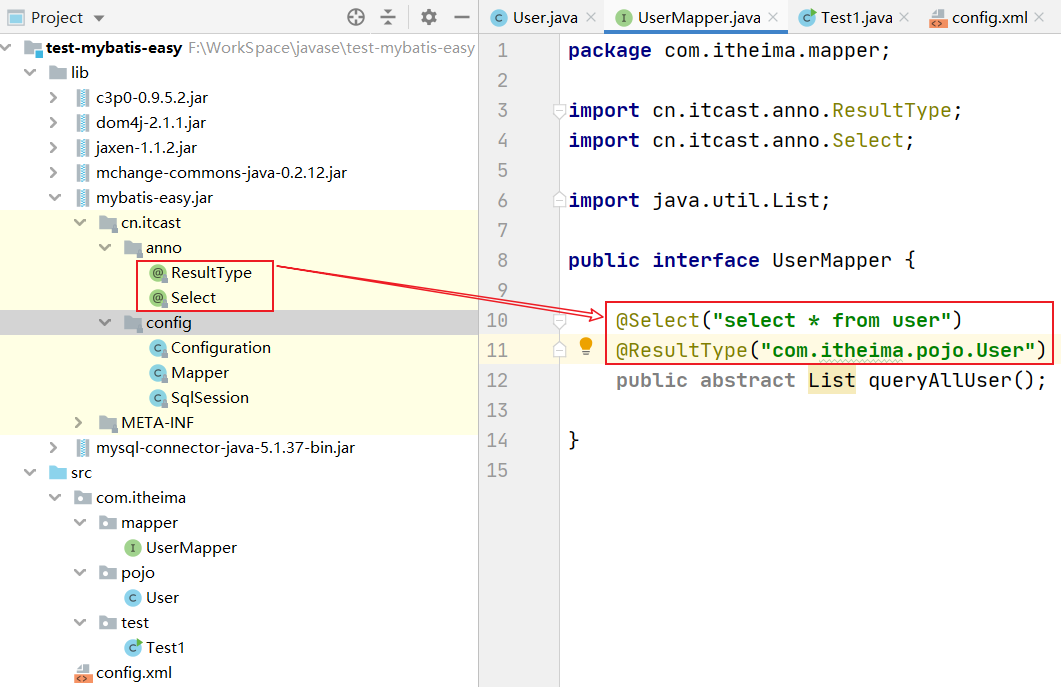 Project
test-mybatis-easy F:\WorkSpace\javase\test-mybatis-easy
lib
c3p0-0.9.5.2.jar
dom4j-2.1.1.jar
jaxen-1.1.2.jar
mchange-commons-java-0.2.12.jar
mybatis-easy.jar
cn.itcast
anno
@ ResultType
@ Select
config
C Configuration
C Mapper
C SqlSession
META-INF
mysql-connector-java-5.1.37-bin.jar
src
com.itheima
mapper
I UserMapper
pojo
C User
test
C Test1
config.xml
C User.java I UserMapper.java C Test1.java config.xml
1 package com.itheima.mapper;
2
3 import cn.itcast.anno.ResultType;
4 import cn.itcast.anno.Select;
5
6 import java.util.List;
7
8 public interface UserMapper {
9
10 @Select("select * from user")
11 @ResultType("com.itheima.pojo.User")
12 public abstract List queryAllUser();
13
14 }
15